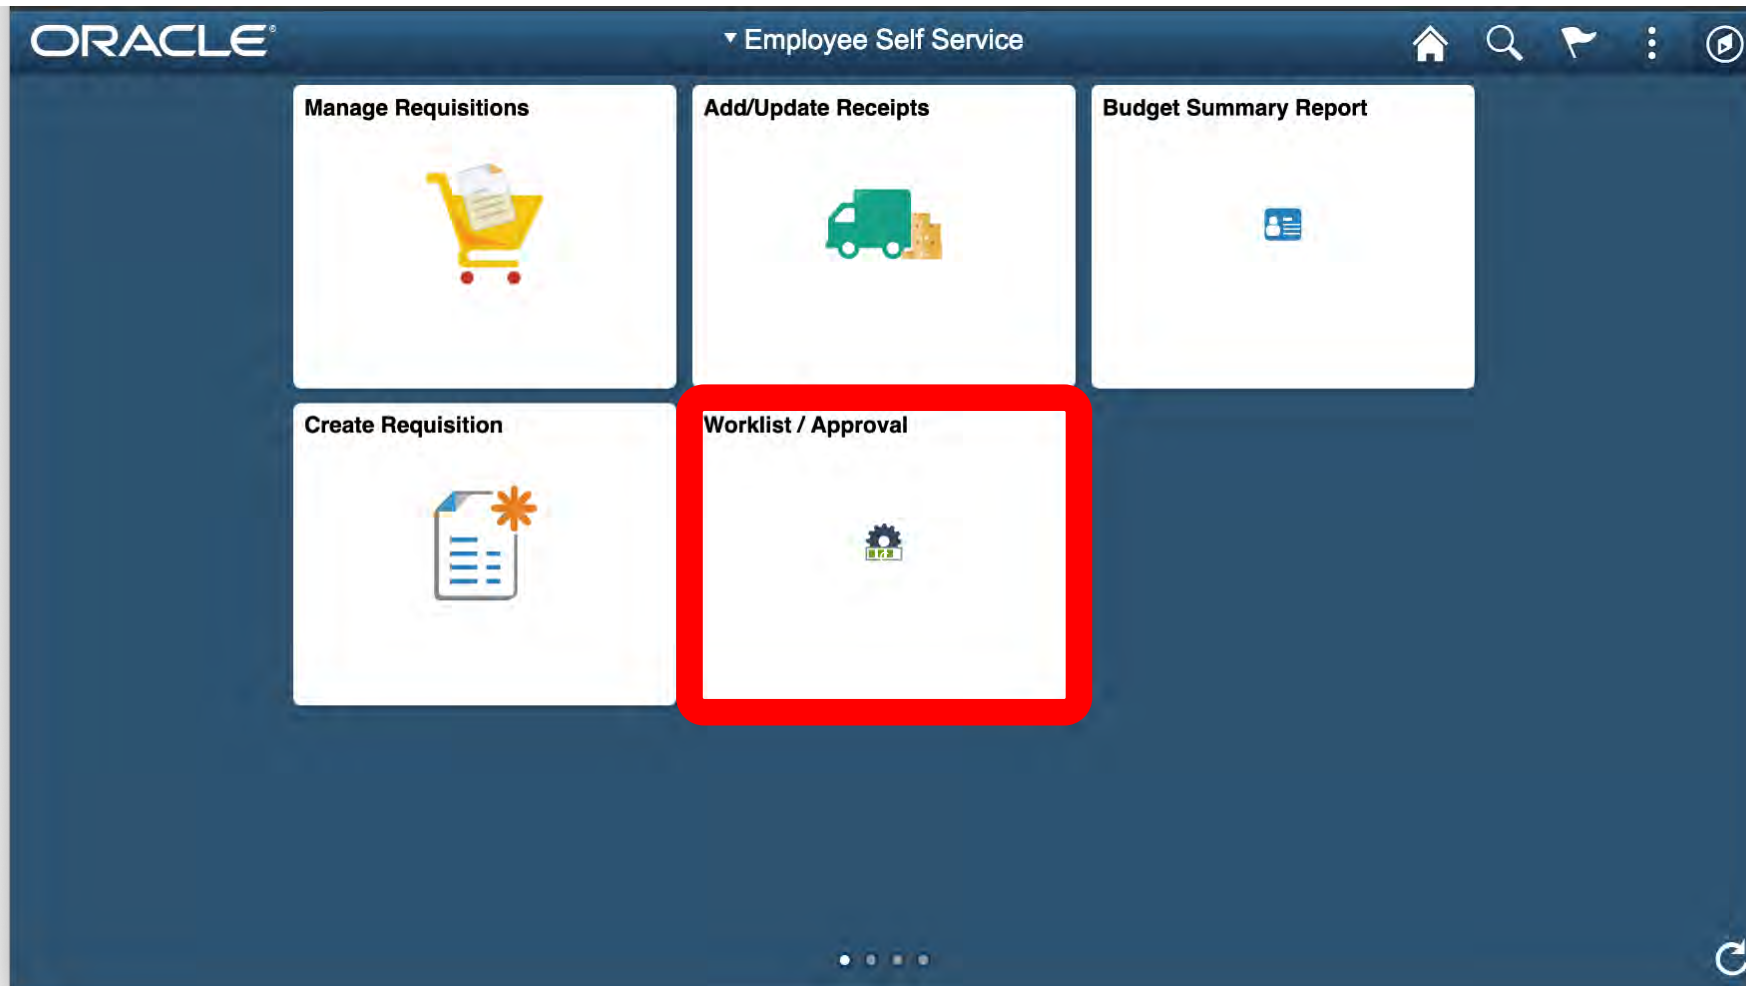 ORACLE®
Employee Self Service
Manage Requisitions
Add/Update Receipts
Budget Summary Report
Create Requisition
Worklist / Approval